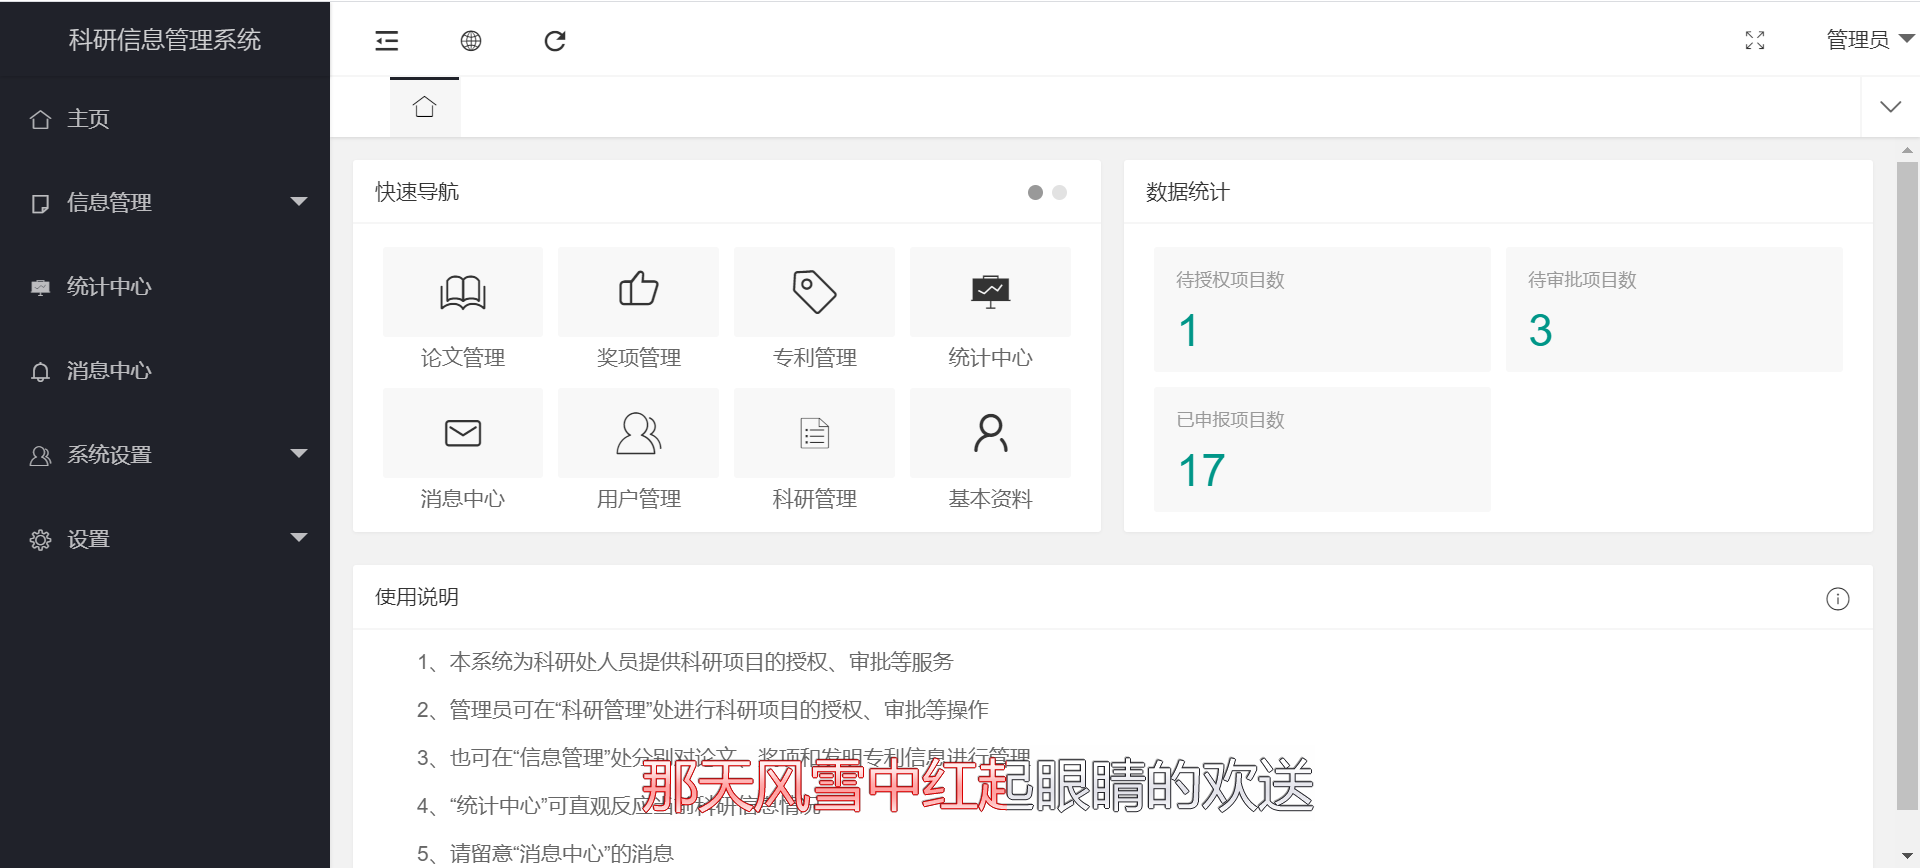 科研信息管理系统
管理员
主页
信息管理
统计中心
消息中心
系统设置
设置
快速导航
论文管理
奖项管理
专利管理
统计中心
消息中心
用户管理
科研管理
基本资料
数据统计
待授权项目数
1
待审批项目数
3
已申报项目数
17
使用说明
1、本系统为科研处人员提供科研项目的授权、审批等服务
2、管理员可在“科研管理”处进行科研项目的授权、审批等操作
3、也可在“信息管理”处分别对论文、奖项和发明专利信息进行管理
4、“统计中心”可直观反应当前科研信息情况
那天风雪中红起眼睛的欢送
5、请留意“消息中心”的消息